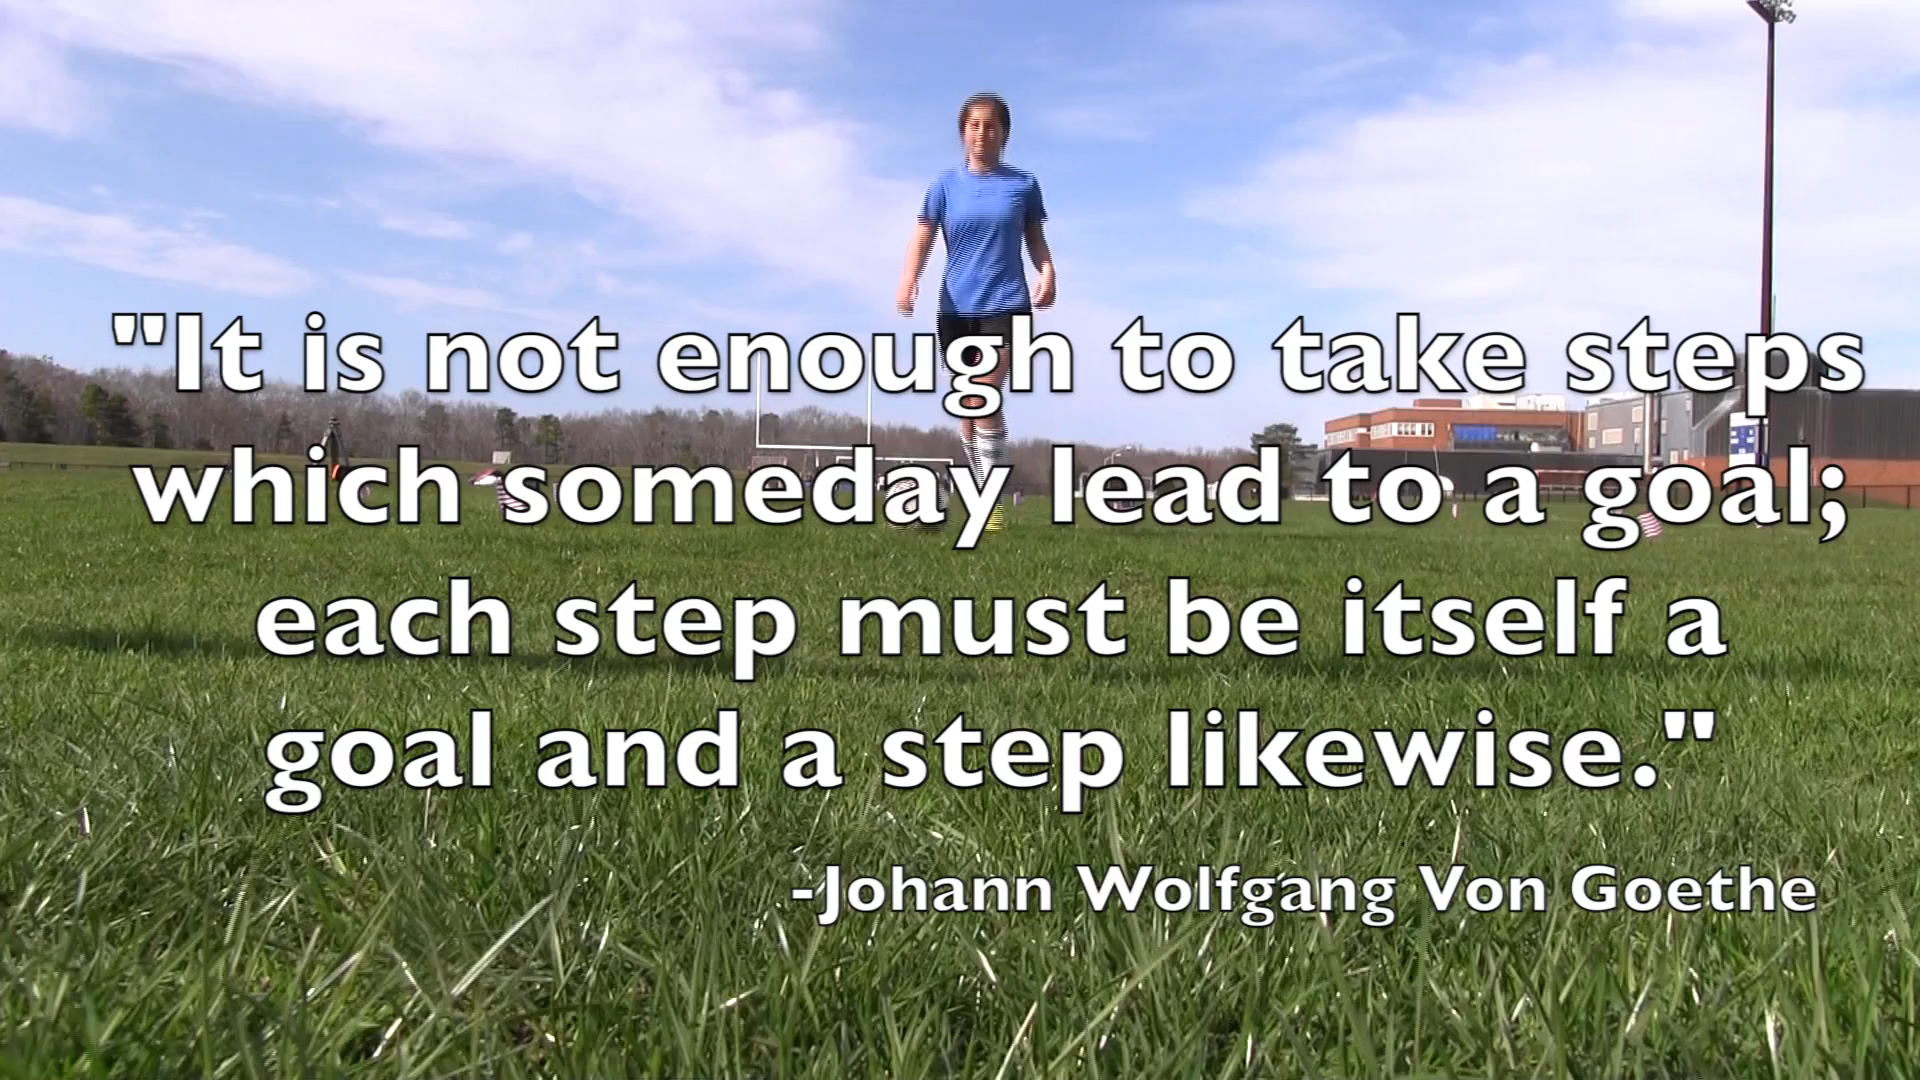 "It is not enough to take steps
which someday lead to a goal;
each step must be itself a
goal and a step likewise."
-Johann Wolfgang Von Goethe